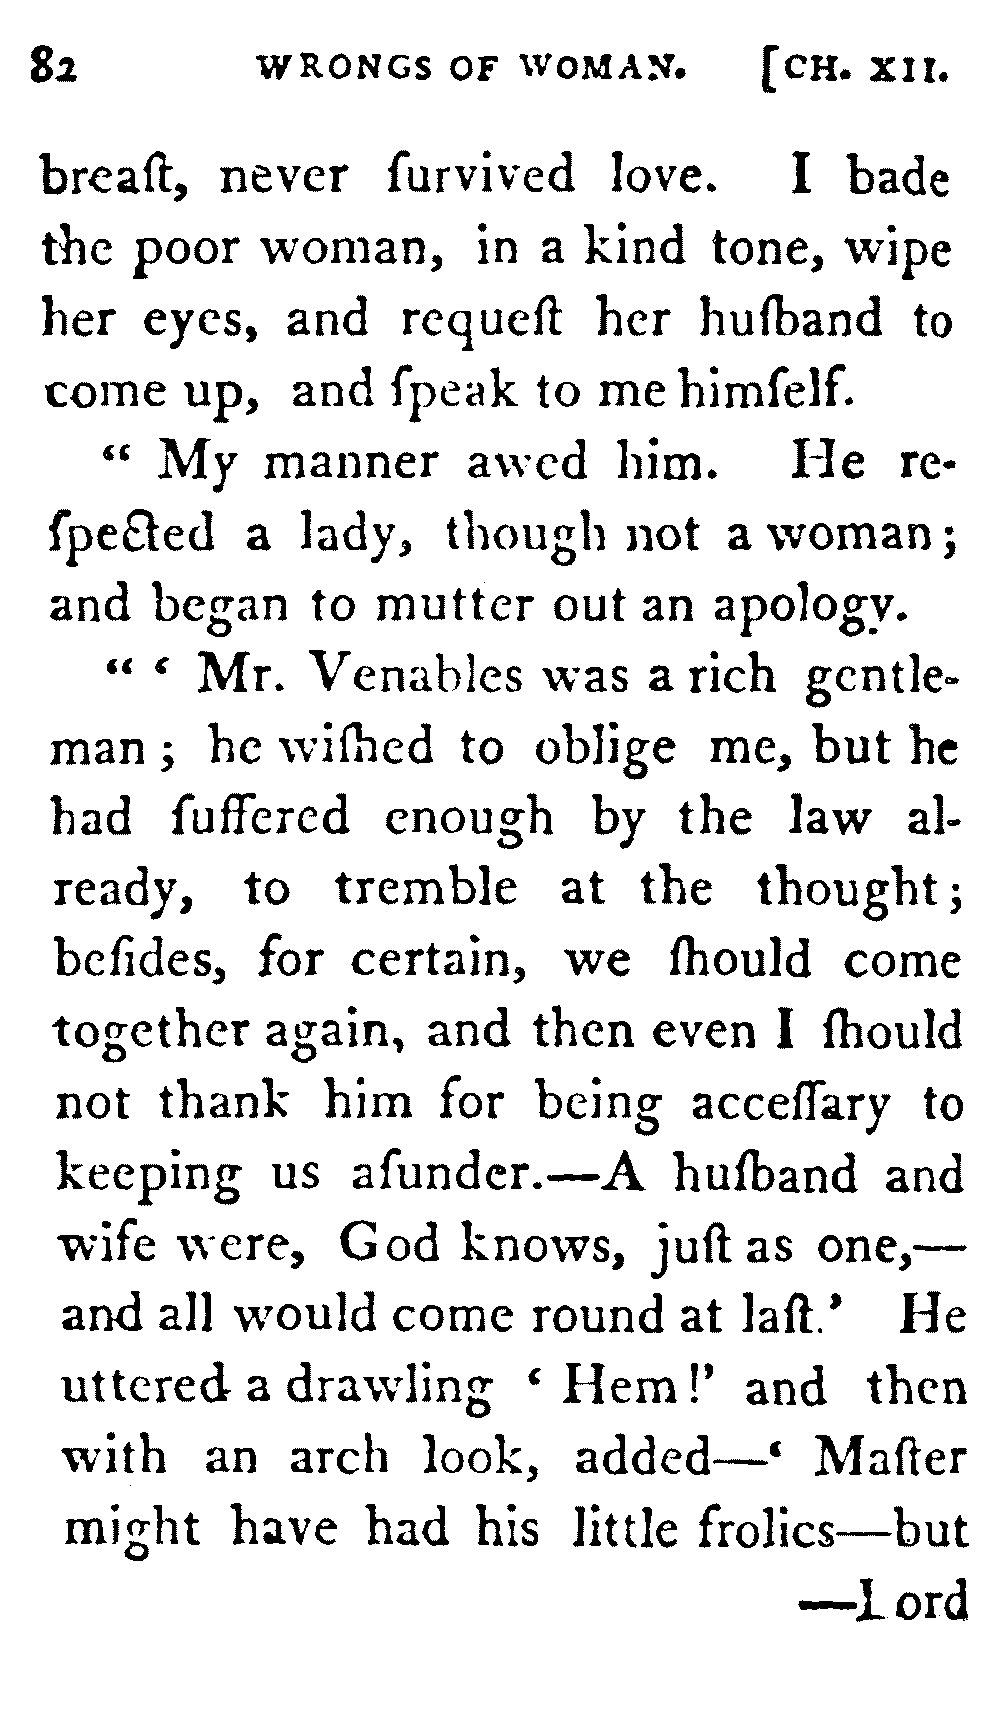 82 WRONGS OF WOMAN. [CH. XII.
breaſt, never ſurvived love. I bade
the poor woman, in a kind tone, wipe
her eyes, and requeſt her huſband to
come up, and ſpeak to me himſelf.
“ My manner awed him. He re-
ſpected a lady, though not a woman ;
and began to mutter out an apology.
“ ‘ Mr. Venables was a rich gentle-
man ; he wiſhed to oblige me, but he
had ſuffered enough by the law al-
ready, to tremble at the thought ;
beſides, for certain, we ſhould come
together again, and then even I ſhould
not thank him for being acceſſary to
keeping us aſunder.—A huſband and
wife were, God knows, juſt as one,—
and all would come round at laſt.’ He
uttered a drawling ‘ Hem !’ and then
with an arch look, added—‘ Maſter
might have had his little frolics—but
—Lord